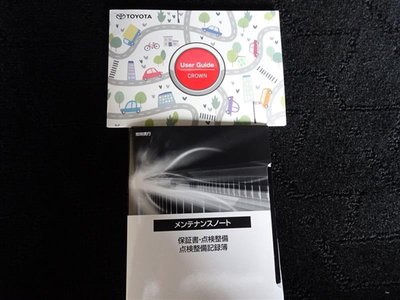 TOYOTA
User Guide
CROWN
メンテナンスノート
保証書・点検整備
点検整備記録簿